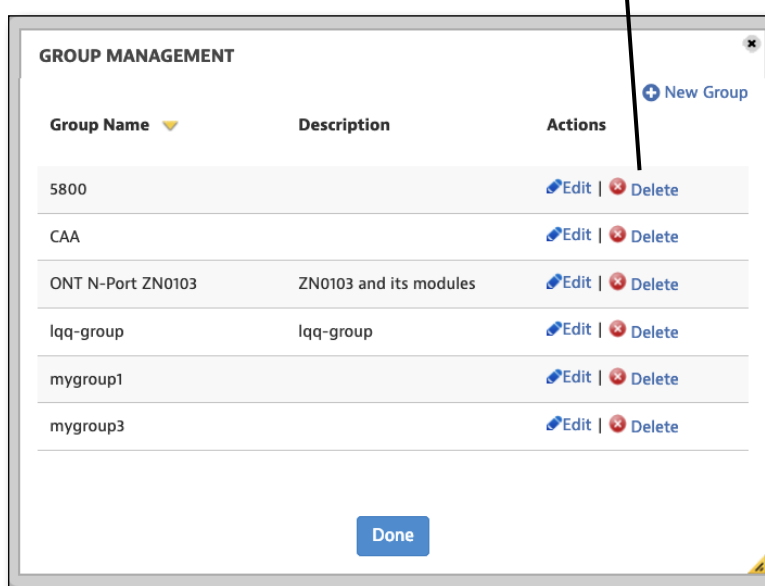 GROUP MANAGEMENT
New Group
Group Name Description Actions
5800 Edit | Delete
CAA Edit | Delete
ONT N-Port ZN0103 ZN0103 and its modules Edit | Delete
lqq-group lqq-group Edit | Delete
mygroup1 Edit | Delete
mygroup3 Edit | Delete
Done